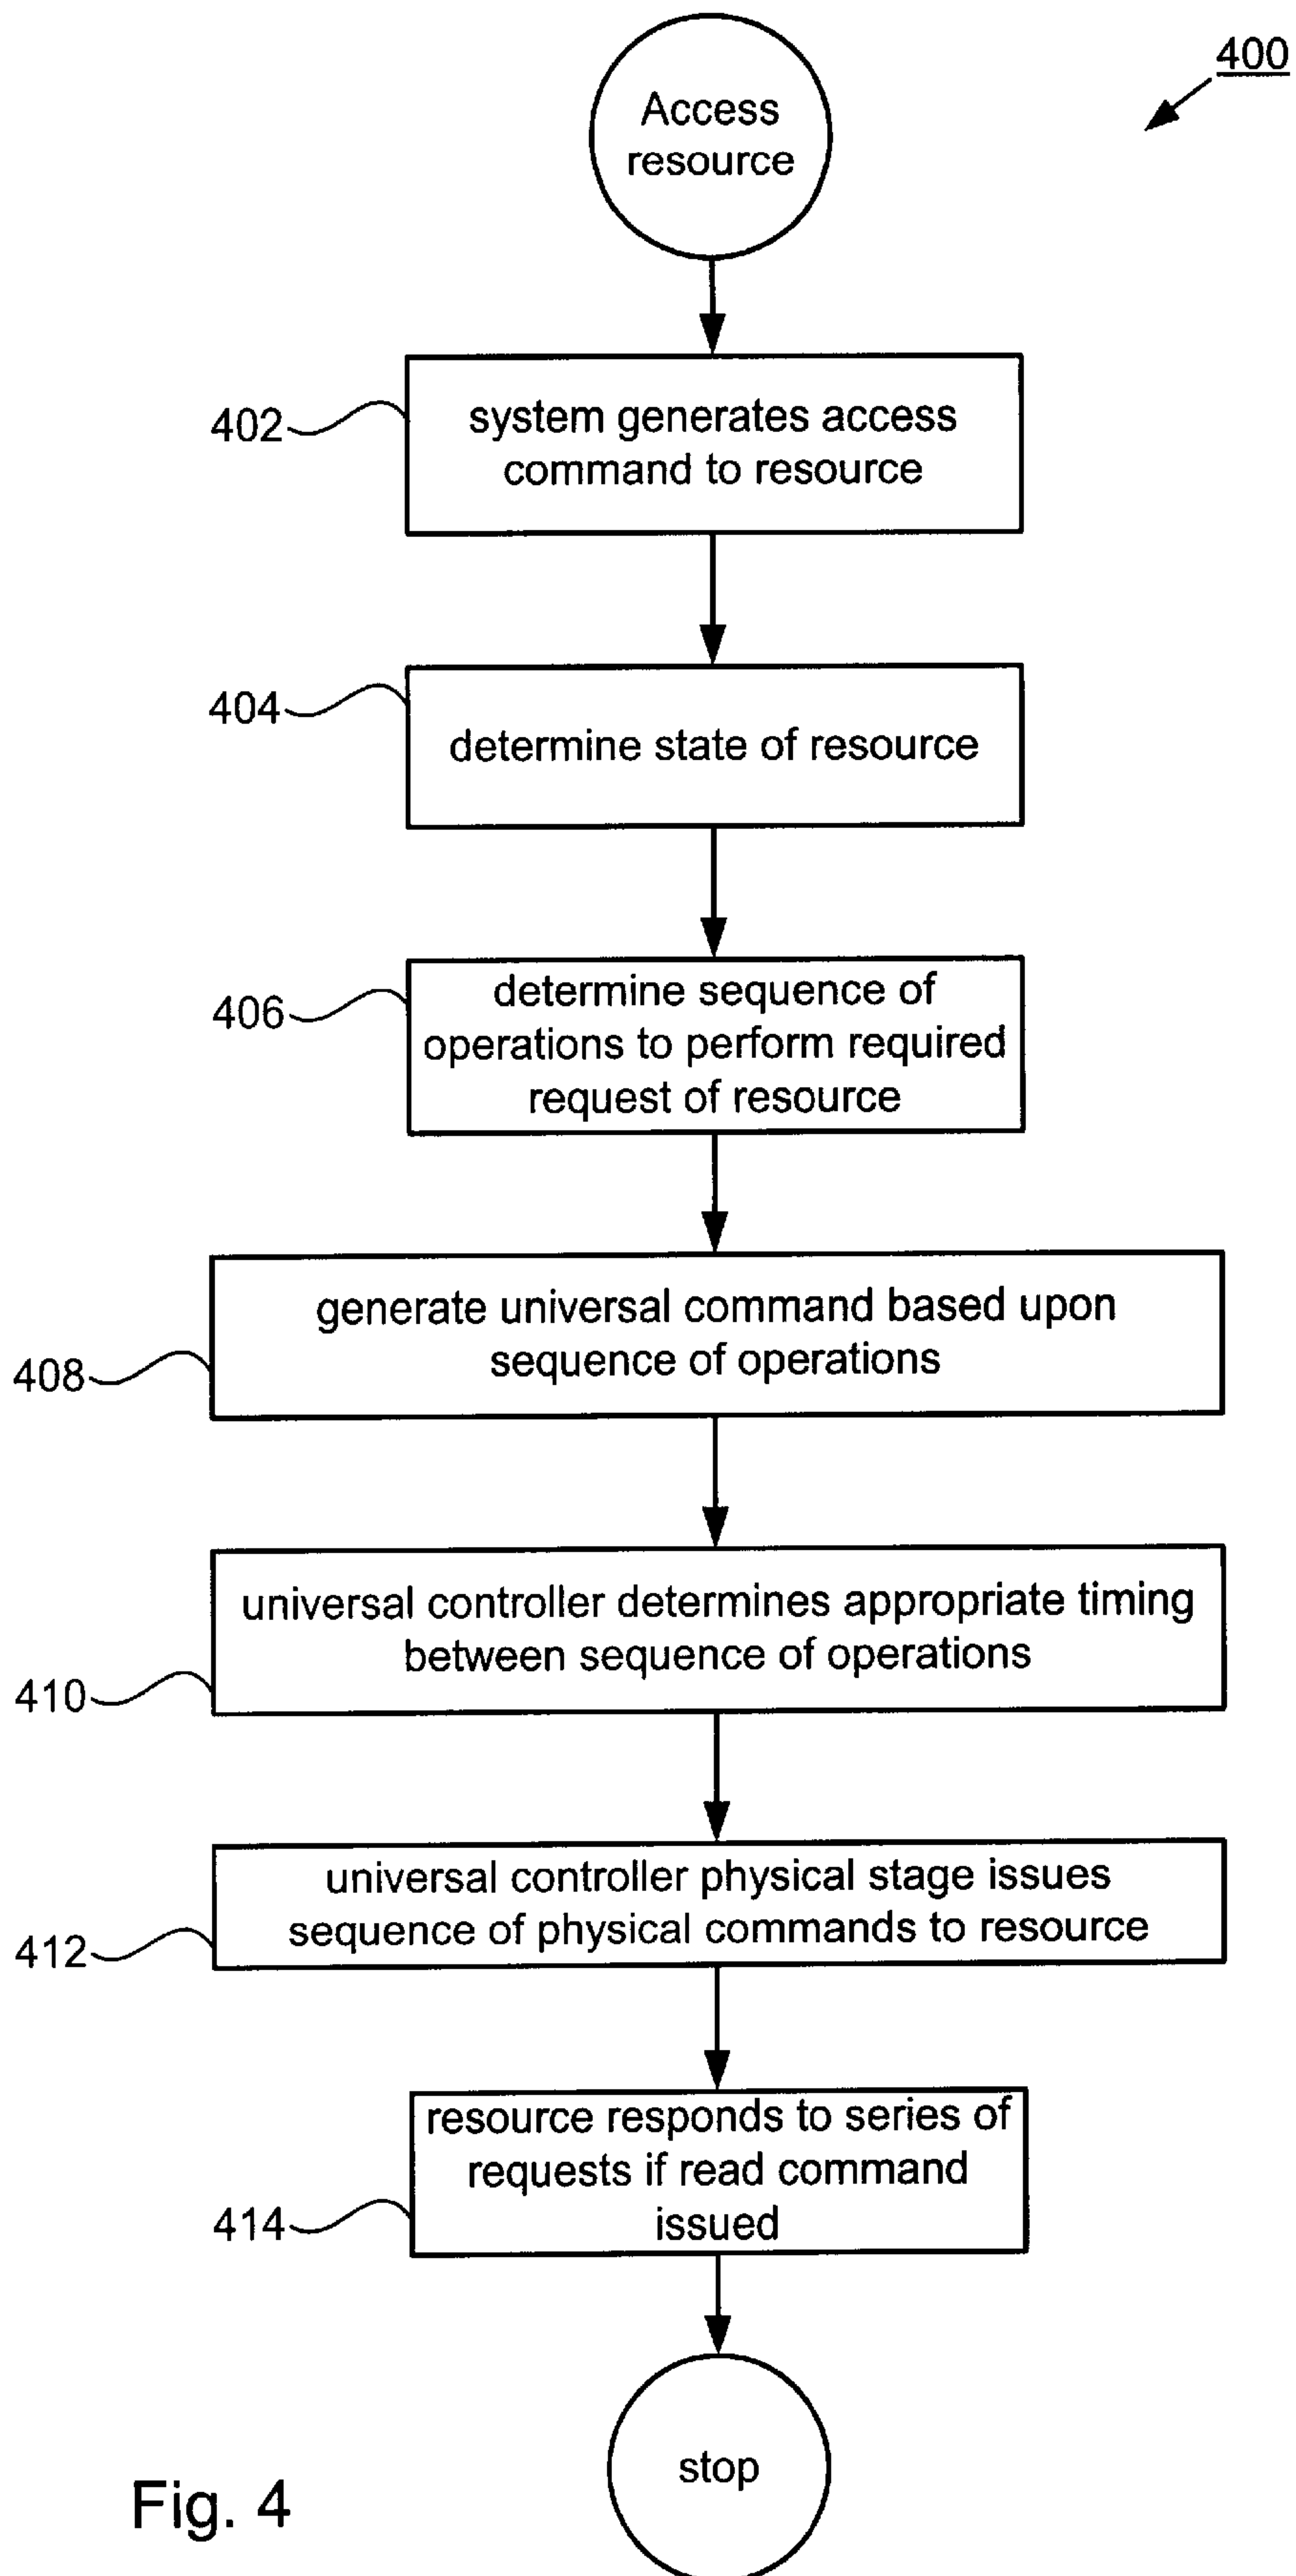 400
Access
resource
402
system generates access
command to resource
404
determine state of resource
406
determine sequence of
operations to perform required
request of resource
408
generate universal command based upon
sequence of operations
410
universal controller determines appropriate timing
between sequence of operations
412
universal controller physical stage issues
sequence of physical commands to resource
414
resource responds to series of
requests if read command
issued
stop
Fig. 4